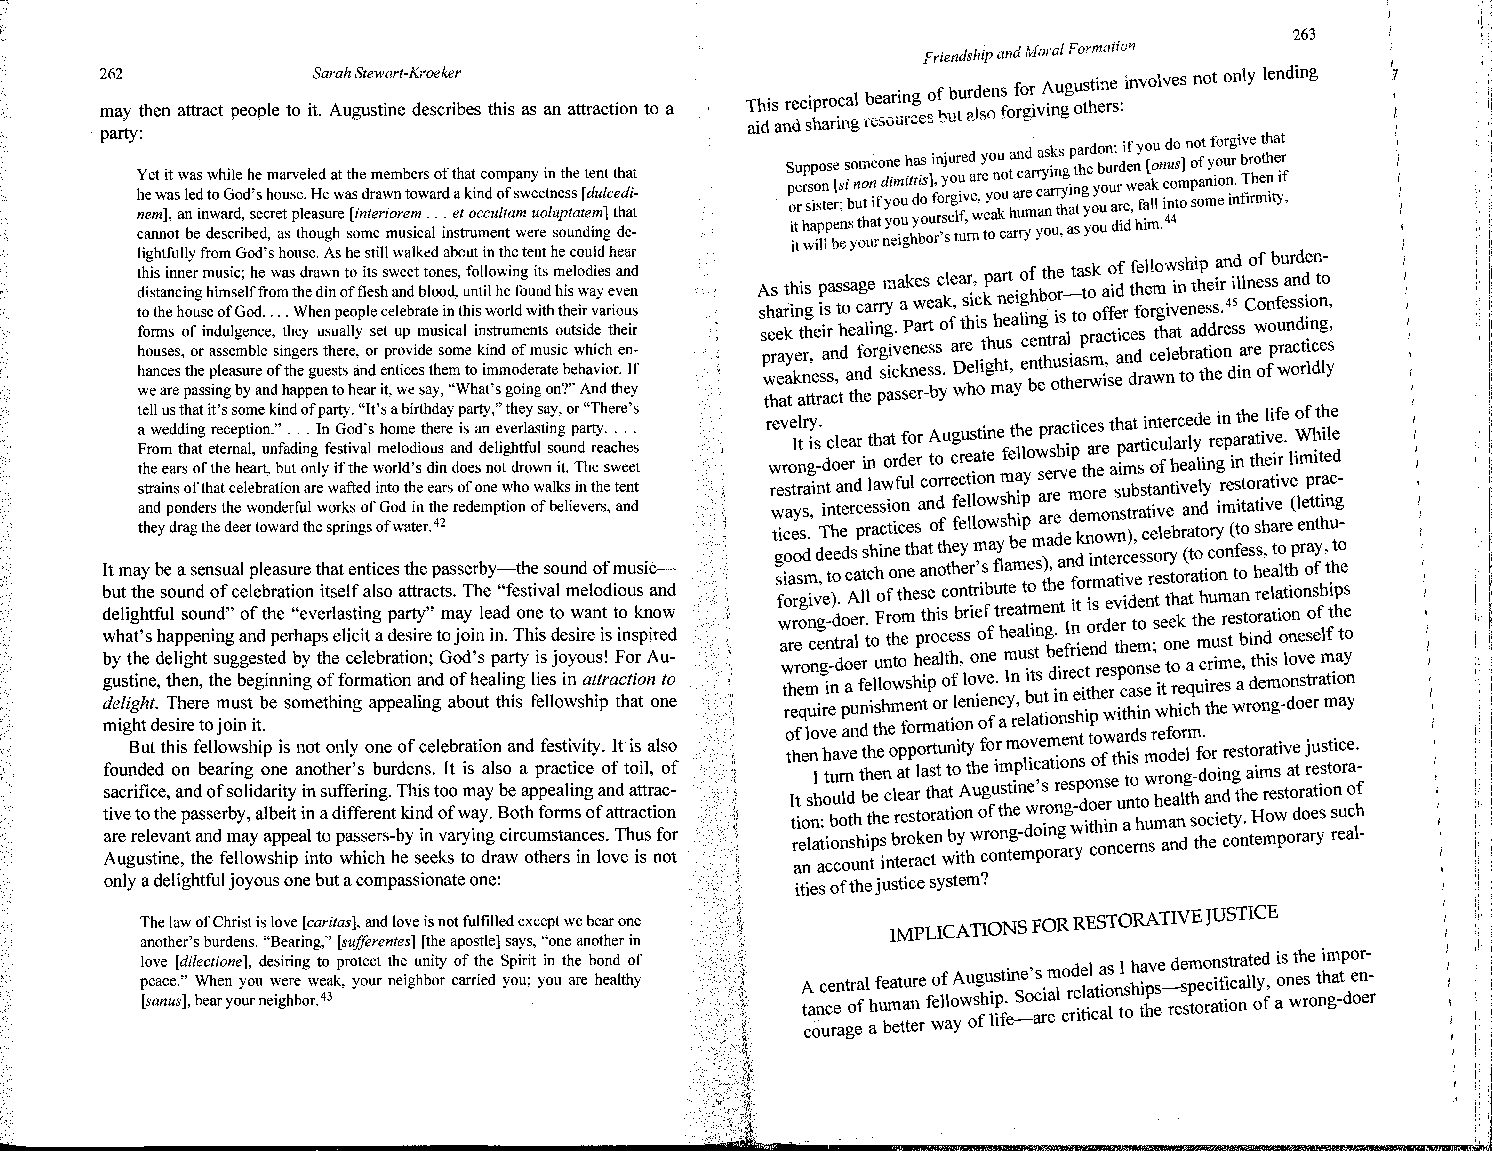 262
Sarah Stewart-Kroeker
may then attract people to it. Augustine describes this as an attraction to a
party:
Yet it was while he marveled at the members of that company in the tent that
he was led to God's house. He was drawn toward a kind of sweetness [dulcedi-
nem], an inward, secret pleasure [interiorem . . . et occultam uoluptatem] that
cannot be described, as though some musical instrument were sounding de-
lightfully from God's house. As he still walked about in the tent he could hear
this inner music; he was drawn to its sweet tones, following its melodies and
distancing himself from the din of flesh and blood, until he found his way even
to the house of God. . . . When people celebrate in this world with their various
forms of indulgence, they usually set up musical instruments outside their
houses, or assemble singers there, or provide some kind of music which en-
hances the pleasure of the guests and entices them to immoderate behavior. If
we are passing by and happen to hear it, we say, "What's going on?" And they
tell us that it's some kind of party. "It's a birthday party," they say, or "There's
a wedding reception." . . . In God's home there is an everlasting party. . . .
From that eternal, unfading festival melodious and delightful sound reaches
the ears of the heart, but only if the world's din does not drown it. The sweet
strains of that celebration are wafted into the ears of one who walks in the tent
and ponders the wonderful works of God in the redemption of believers, and
they drag the deer toward the springs of water.42
It may be a sensual pleasure that entices the passerby—the sound of music—
but the sound of celebration itself also attracts. The "festival melodious and
delightful sound" of the "everlasting party" may lead one to want to know
what's happening and perhaps elicit a desire to join in. This desire is inspired
by the delight suggested by the celebration; God's party is joyous! For Au-
gustine, then, the beginning of formation and of healing lies in attraction to
delight. There must be something appealing about this fellowship that one
might desire to join it.
But this fellowship is not only one of celebration and festivity. It is also
founded on bearing one another's burdens. It is also a practice of toil, of
sacrifice, and of solidarity in suffering. This too may be appealing and attrac-
tive to the passerby, albeit in a different kind of way. Both forms of attraction
are relevant and may appeal to passers-by in varying circumstances. Thus for
Augustine, the fellowship into which he seeks to draw others in love is not
only a delightful joyous one but a compassionate one:
The law of Christ is love [caritas], and love is not fulfilled except we bear one
another's burdens. "Bearing," [sufferentes] [the apostle] says, "one another in
love [dilectione], desiring to protect the unity of the Spirit in the bond of
peace." When you were weak, your neighbor carried you; you are healthy
[sanus], bear your neighbor.43
Friendship and Moral Formation
263
This reciprocal bearing of burdens for Augustine involves not only lending
aid and sharing resources but also forgiving others:
Suppose someone has injured you and asks pardon: if you do not forgive that
person [si non dimittis], you are not carrying the burden [onus] of your brother
or sister; but if you do forgive, you are carrying your weak companion. Then if
it happens that you yourself, weak human that you are, fall into some infirmity,
it will be your neighbor's turn to carry you, as you did him.44
As this passage makes clear, part of the task of fellowship and of burden-
sharing is to carry a weak, sick neighbor—to aid them in their illness and to
seek their healing. Part of this healing is to offer forgiveness.45 Confession,
prayer, and forgiveness are thus central practices that address wounding,
weakness, and sickness. Delight, enthusiasm, and celebration are practices
that attract the passer-by who may be otherwise drawn to the din of worldly
revelry.
It is clear that for Augustine the practices that intercede in the life of the
wrong-doer in order to create fellowship are particularly reparative. While
restraint and lawful correction may serve the aims of healing in their limited
ways, intercession and fellowship are more substantively restorative prac-
tices. The practices of fellowship are demonstrative and imitative (letting
good deeds shine that they may be made known), celebratory (to share enthu-
siasm, to catch one another's flames), and intercessory (to confess, to pray, to
forgive). All of these contribute to the formative restoration to health of the
wrong-doer. From this brief treatment it is evident that human relationships
are central to the process of healing. In order to seek the restoration of the
wrong-doer unto health, one must befriend them; one must bind oneself to
them in a fellowship of love. In its direct response to a crime, this love may
require punishment or leniency, but in either case it requires a demonstration
of love and the formation of a relationship within which the wrong-doer may
then have the opportunity for movement towards reform.
I turn then at last to the implications of this model for restorative justice.
It should be clear that Augustine's response to wrong-doing aims at restora-
tion: both the restoration of the wrong-doer unto health and the restoration of
relationships broken by wrong-doing within a human society. How does such
an account interact with contemporary concerns and the contemporary real-
ities of the justice system?
IMPLICATIONS FOR RESTORATIVE JUSTICE
A central feature of Augustine's model as I have demonstrated is the impor-
tance of human fellowship. Social relationships—specifically, ones that en-
courage a better way of life—are critical to the restoration of a wrong-doer